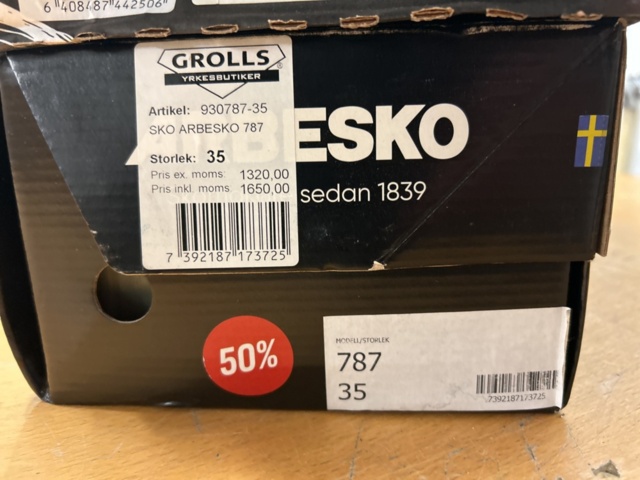 6 408487 442506
GROLLS
YRKESBUTIKER
Artikel: 930787-35
SKO ARBESKO 787
Storlek: 35
Pris ex. moms: 1320,00
Pris inkl. moms: 1650,00
7 392187 173725
ARBESKO
sedan 1839
50%
MODELL/STORLEK
787
35
7392187173725